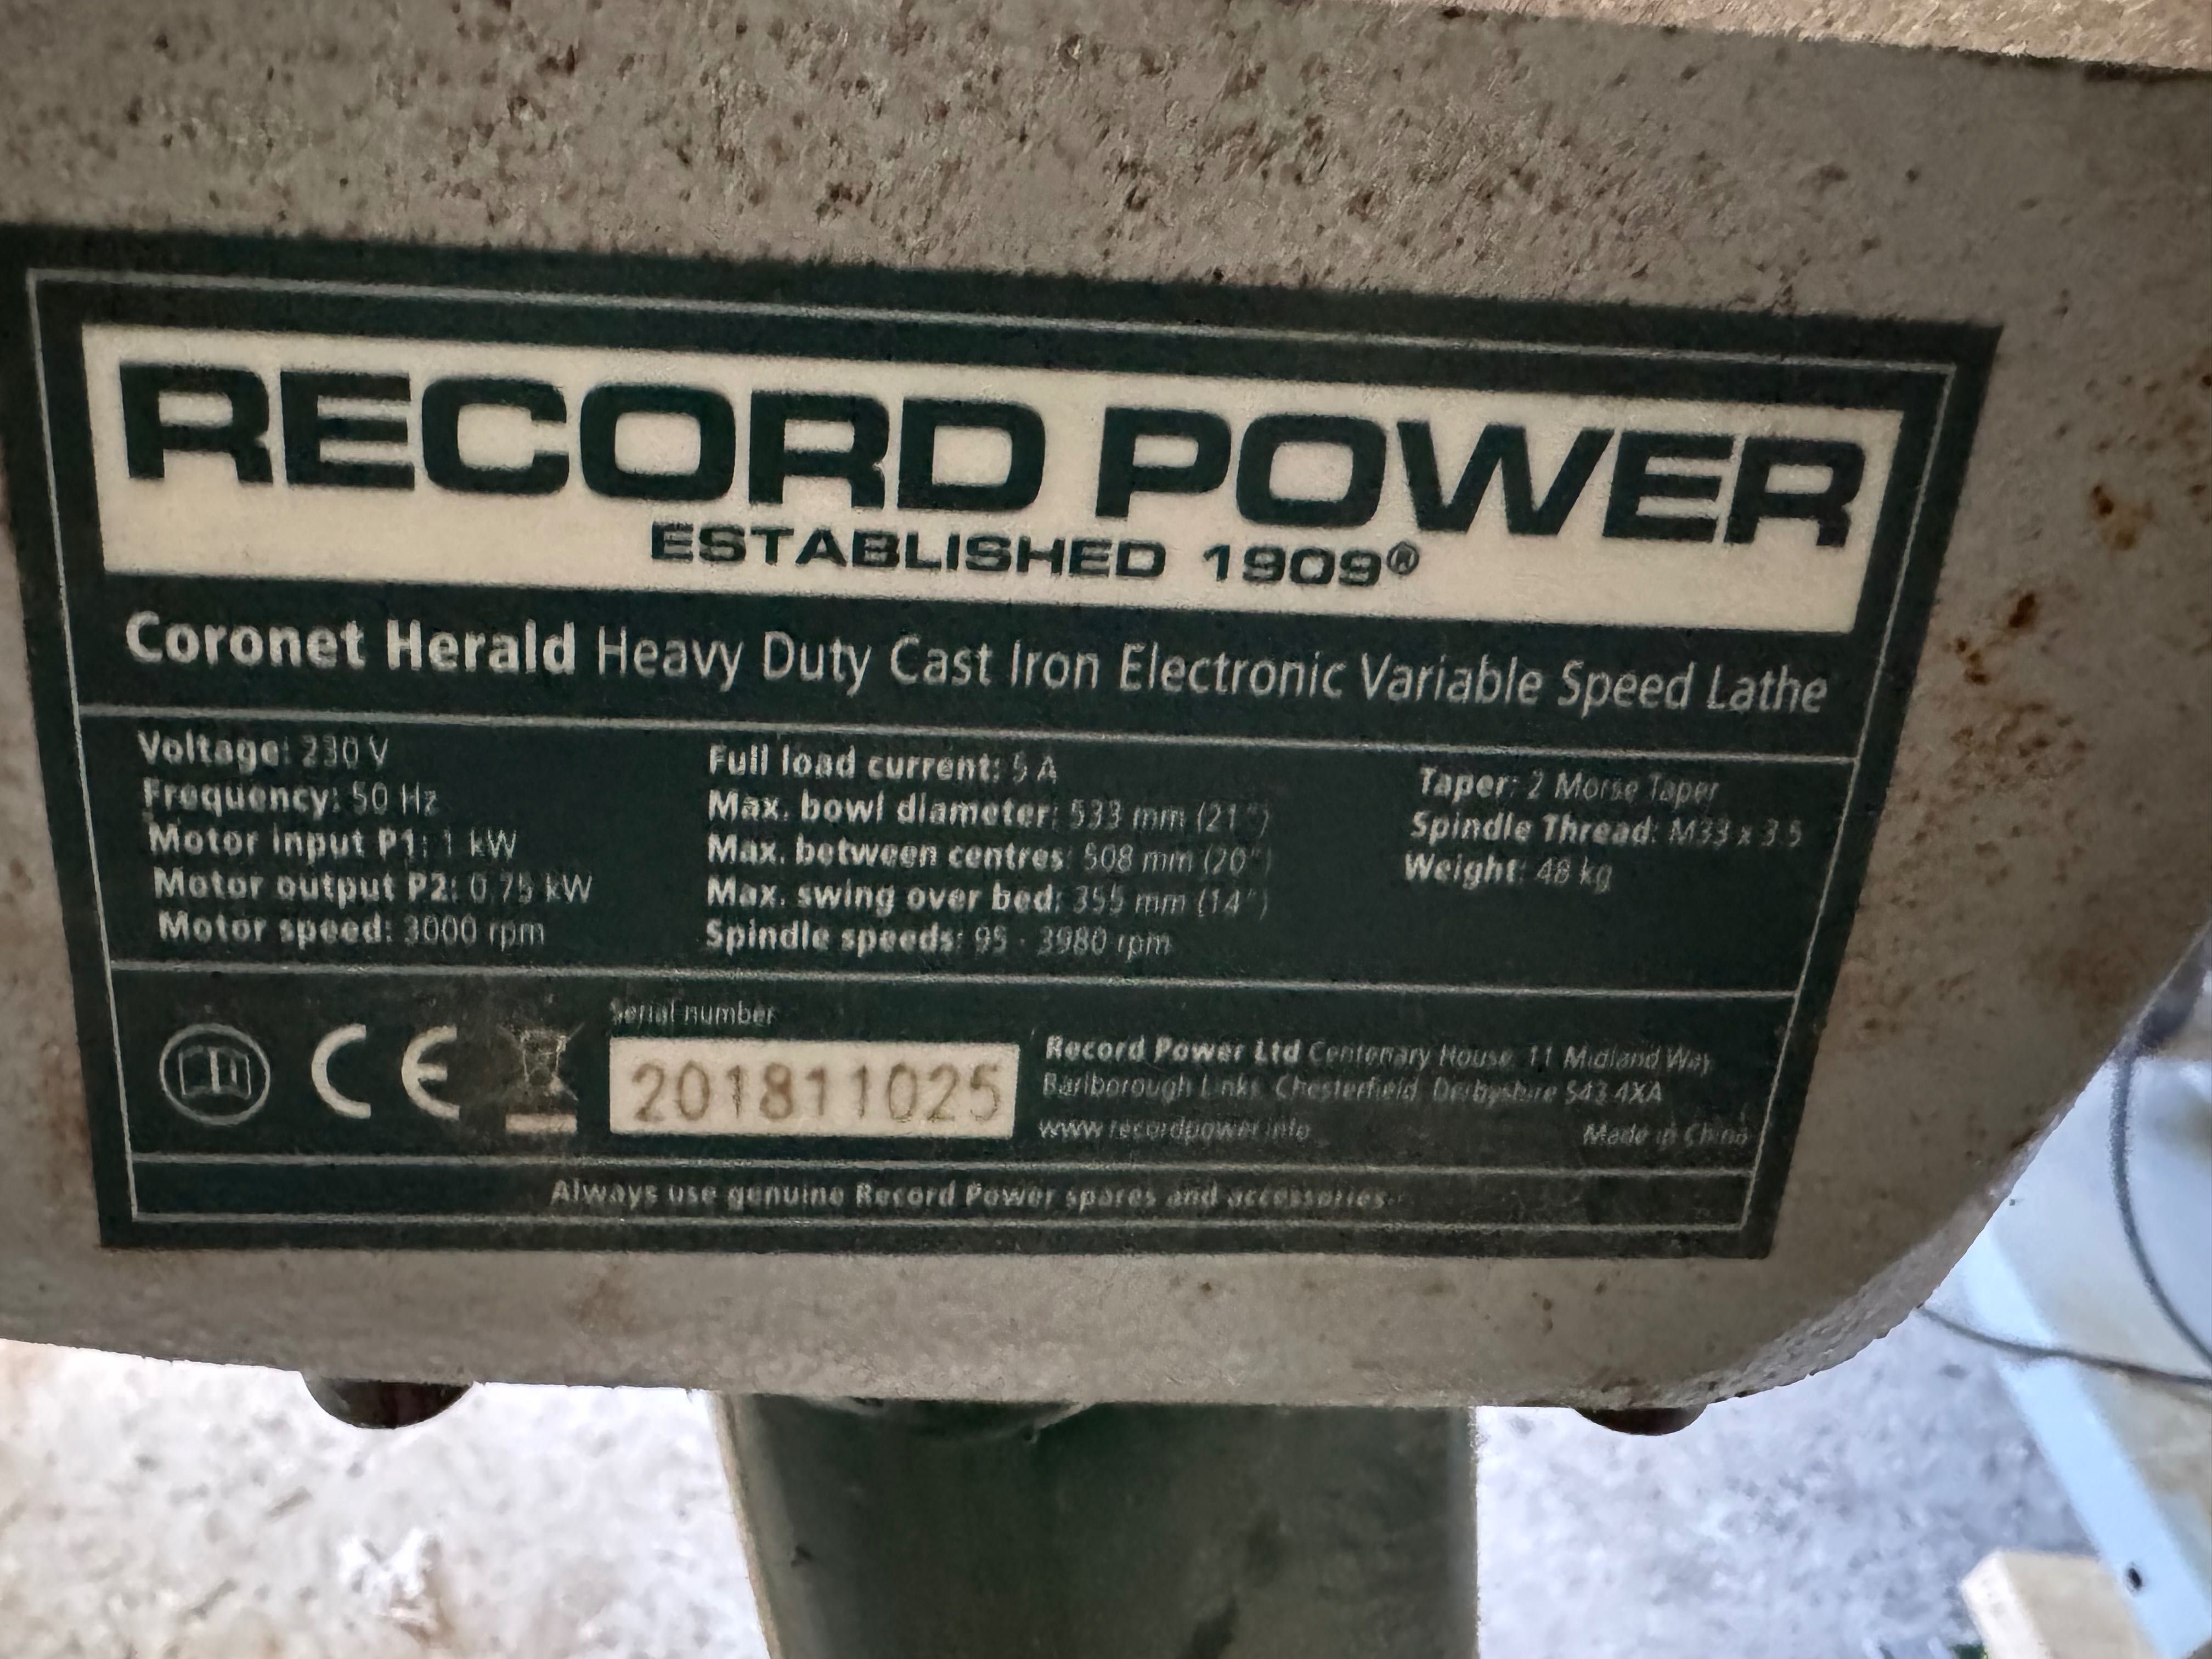 RECORD POWER
ESTABLISHED 1909®
Coronet Herald Heavy Duty Cast Iron Electronic Variable Speed Lathe
Voltage: 230 V
Frequency: 50 Hz
Motor input P1: 1 kW
Motor output P2: 0.75 kW
Motor speed: 3000 rpm
Full load current: 5 A
Max. bowl diameter: 533 mm (21")
Max. between centres: 508 mm (20")
Max. swing over bed: 355 mm (14")
Spindle speeds: 95 - 3980 rpm
Taper: 2 Morse Taper
Spindle Thread: M33 x 3.5
Weight: 48 kg
CE
Serial number
201811025
Record Power Ltd Centenary House, 11 Midland Way
Barlborough Links, Chesterfield, Derbyshire S43 4XA
www.recordpower.info
Made in China
Always use genuine Record Power spares and accessories